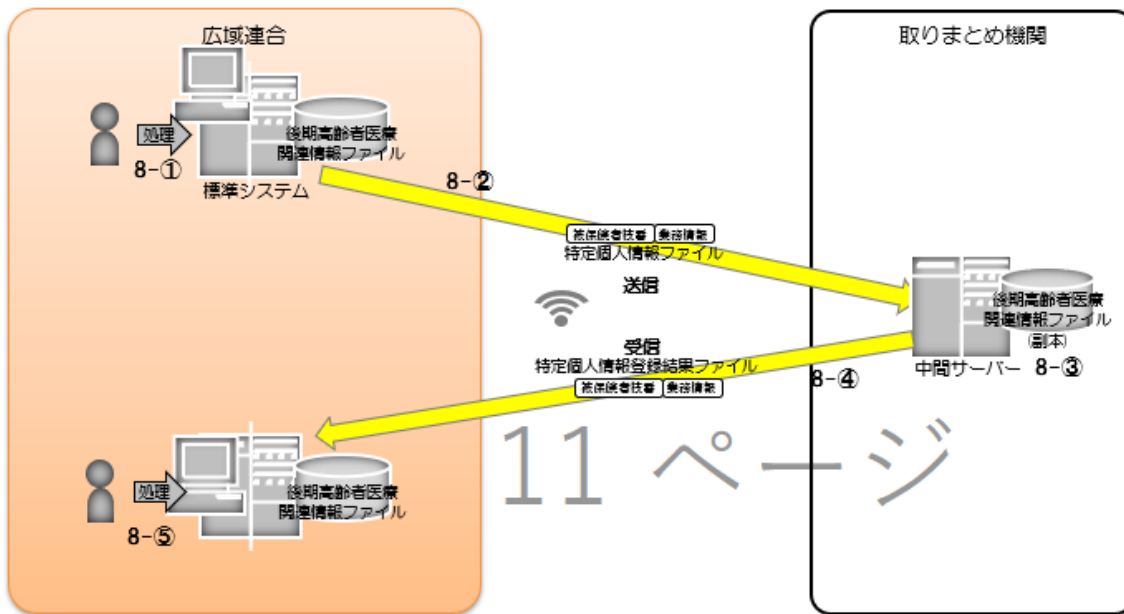 広域連合
取りまとめ機関
処理
8-①
後期高齢者医療
関連情報ファイル
標準システム
8-②
被保険者枝番 業務情報
特定個人情報ファイル
送信
後期高齢者医療
関連情報ファイル
(副本)
中間サーバー 8-③
受信
特定個人情報登録結果ファイル
8-④
被保険者枝番 業務情報
11 ページ
処理
8-⑤
後期高齢者医療
関連情報ファイル